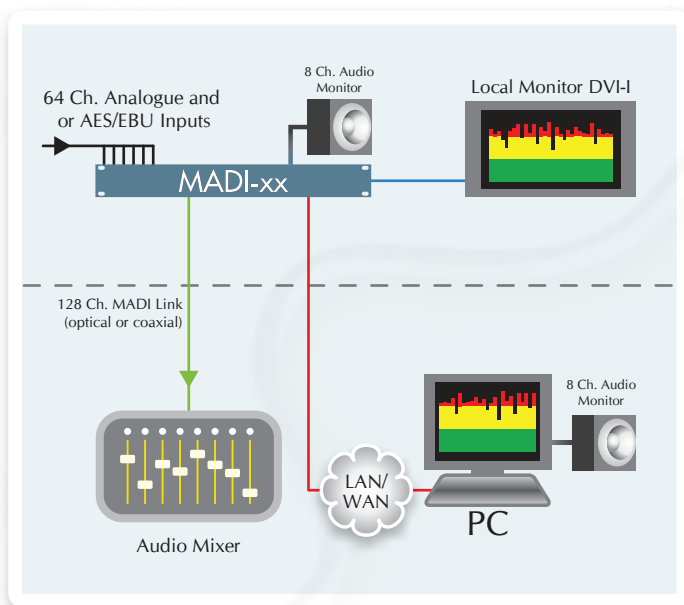 64 Ch. Analogue and
or AES/EBU Inputs
8 Ch. Audio
Monitor
Local Monitor DVI-I
MADI-xx
128 Ch. MADI Link
(optical or coaxial)
8 Ch. Audio
Monitor
LAN/
WAN
PC
Audio Mixer